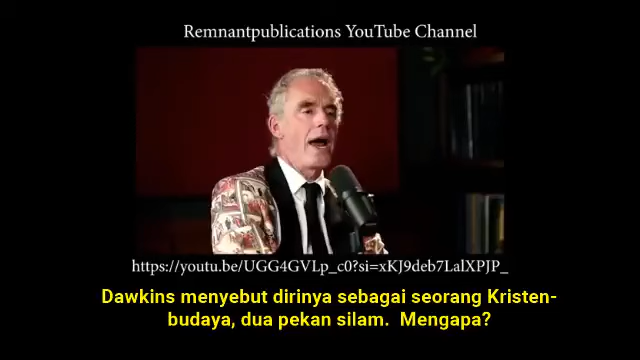 Remnantpublications YouTube Channel
https://youtu.be/UGG4GVLp_c0?si=xKJ9deb7LalXPJP_
Dawkins menyebut dirinya sebagai seorang Kristen-
budaya, dua pekan silam.  Mengapa?